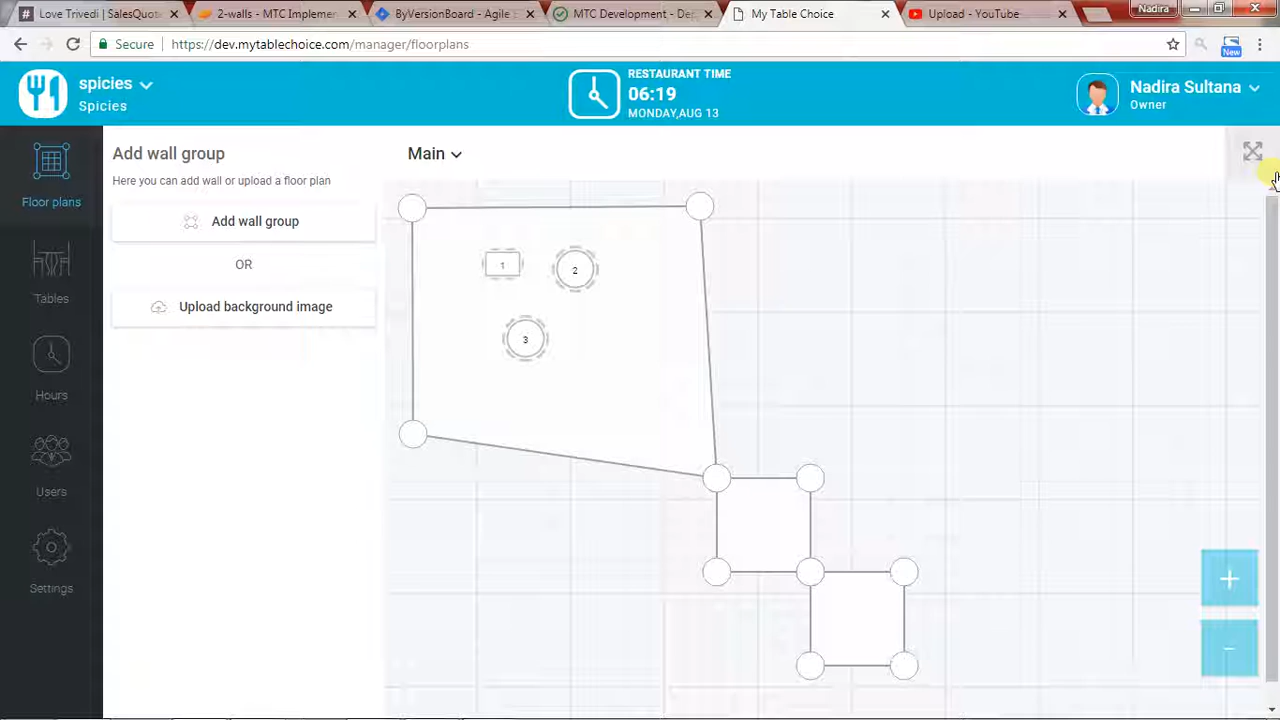 Love Trivedi | SalesQuot
2-walls - MTC Implemer
ByVersionBoard - Agile
MTC Development - De
My Table Choice
Upload - YouTube
Nadira
Secure
https://dev.mytablechoice.com/manager/floorplans
New
spicies
Spicies
RESTAURANT TIME
06:19
MONDAY,AUG 13
Nadira Sultana
Owner
Floor plans
Tables
Hours
Users
Settings
Add wall group
Here you can add wall or upload a floor plan
Add wall group
OR
Upload background image
Main
1
2
3
+
-